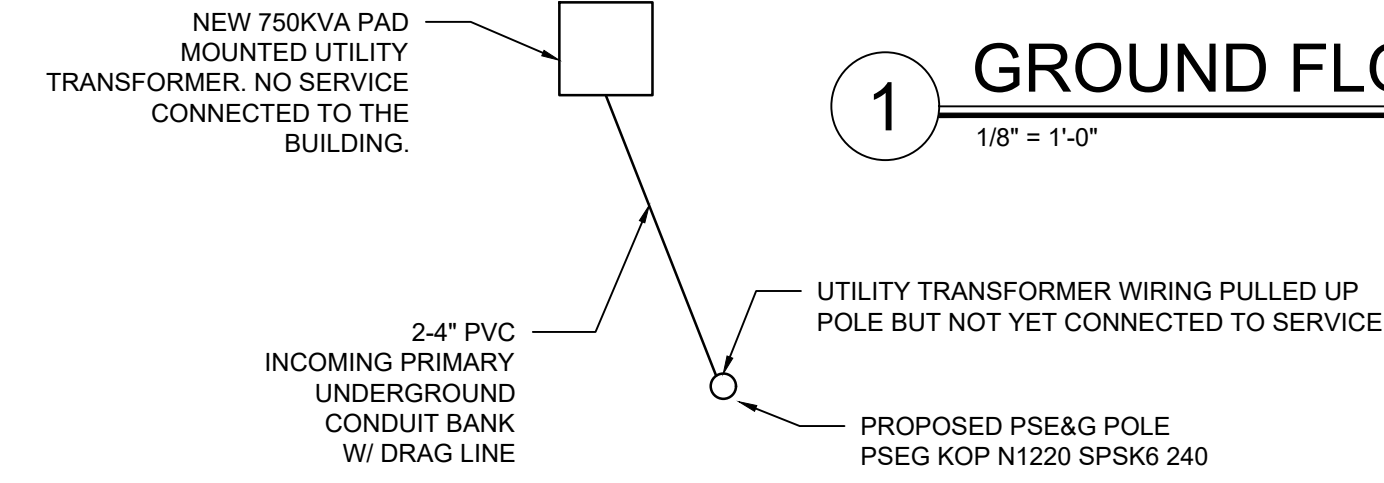 NEW 750KVA PAD
MOUNTED UTILITY
TRANSFORMER. NO SERVICE
CONNECTED TO THE
BUILDING.
1
GROUND FLO
1/8" = 1'-0"
UTILITY TRANSFORMER WIRING PULLED UP
POLE BUT NOT YET CONNECTED TO SERVICE
2-4" PVC
INCOMING PRIMARY
UNDERGROUND
CONDUIT BANK
W/ DRAG LINE
PROPOSED PSE&G POLE
PSEG KOP N1220 SPSK6 240